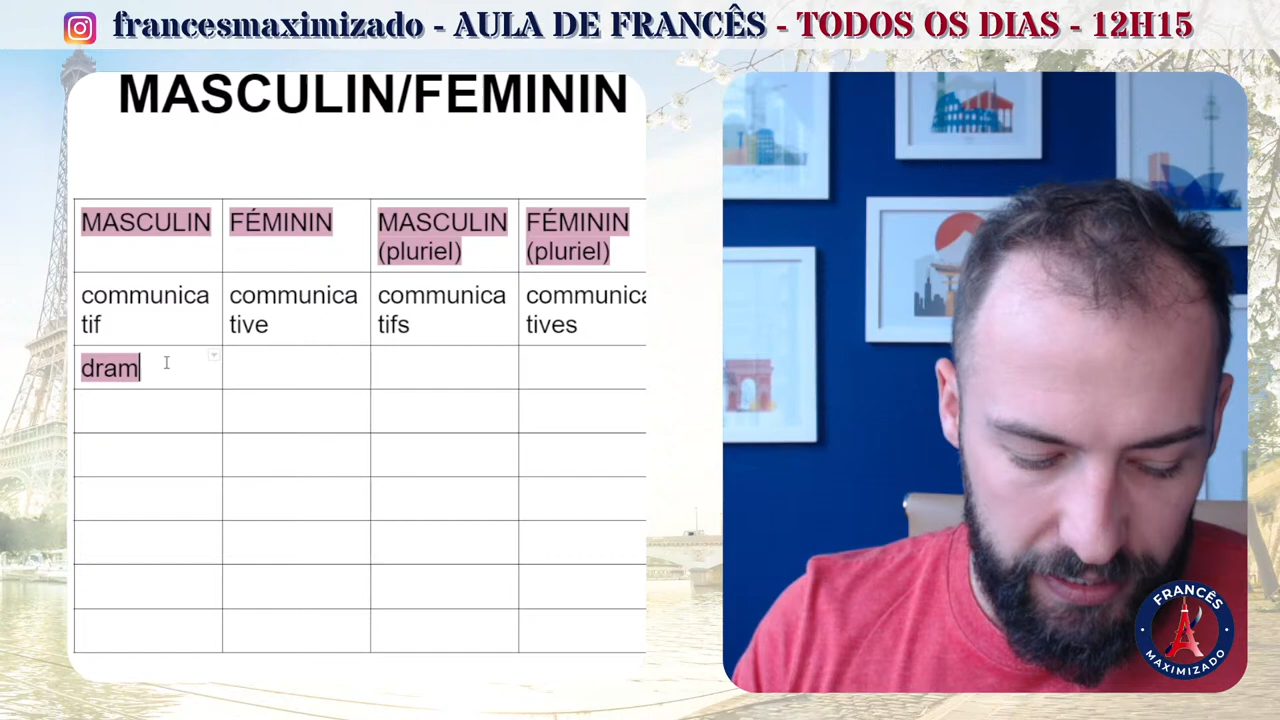 francesmaximizado - AULA DE FRANCÊS - TODOS OS DIAS - 12H15
MASCULIN/FEMININ
MASCULIN
FÉMININ
MASCULIN
(pluriel)
FÉMININ
(pluriel)
communica
tif
communica
tive
communica
tifs
communica
tives
dram
FRANCÊS
MAXIMIZADO